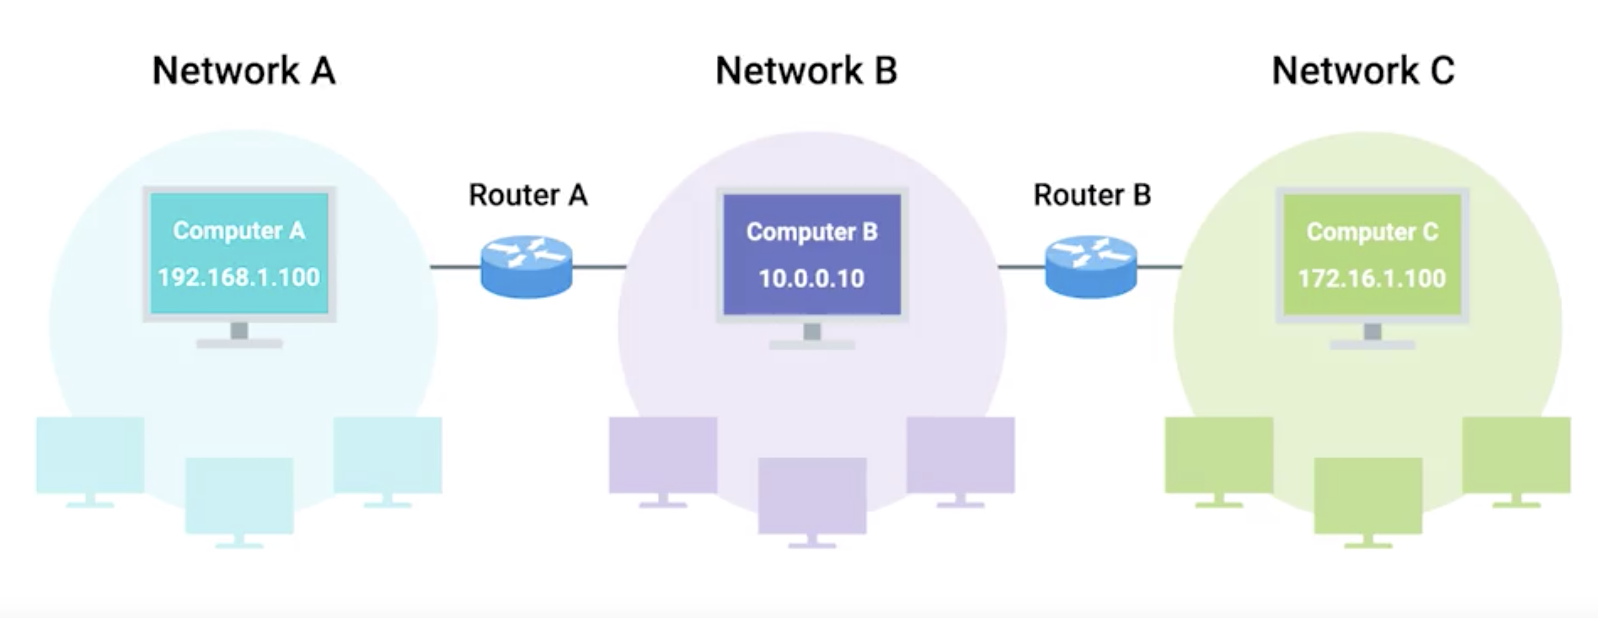 Network A
Network B
Network C
Router A
Router B
Computer A
192.168.1.100
Computer B
10.0.0.10
Computer C
172.16.1.100